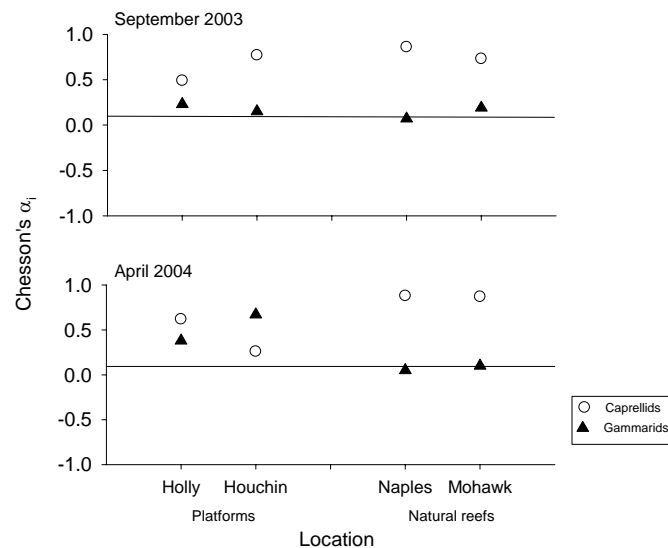 September 2003
1.0
0.5
0.0
-0.5
-1.0
Chesson's αi
April 2004
1.0
0.5
0.0
-0.5
-1.0
Caprellids
Gammarids
Holly Houchin Naples Mohawk
Platforms Natural reefs
Location